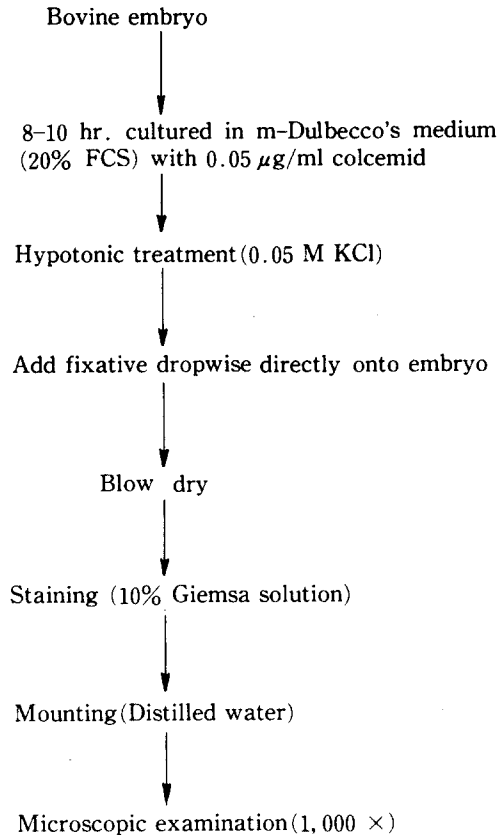 Bovine embryo
8-10 hr. cultured in m-Dulbecco's medium
(20% FCS) with 0.05 μg/ml colcemid
Hypotonic treatment(0.05 M KCl)
Add fixative dropwise directly onto embryo
Blow dry
Staining (10% Giemsa solution)
Mounting(Distilled water)
Microscopic examination(1,000 ×)